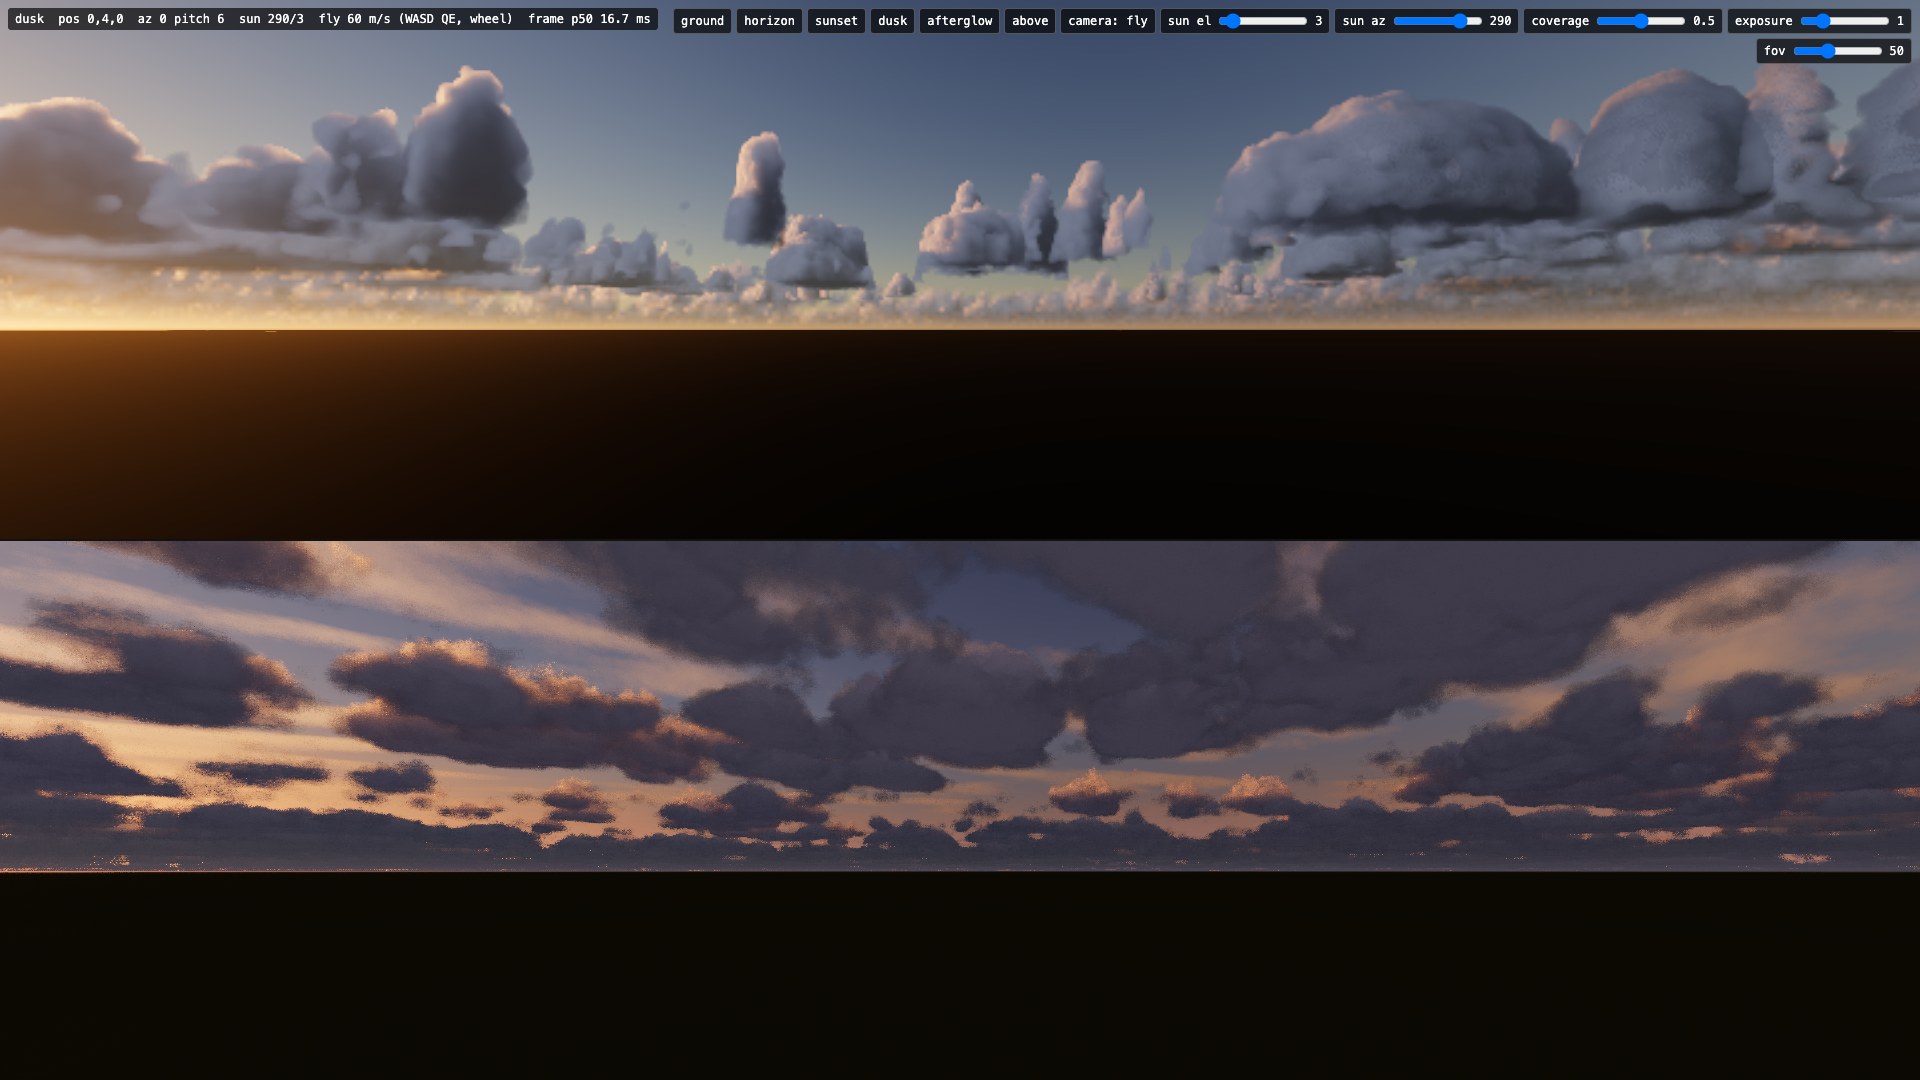 dusk pos 0,4,0 az 0 pitch 6 sun 290/3 fly 60 m/s (WASD QE, wheel) frame p50 16.7 ms ground horizon sunset dusk afterglow above camera: fly sun el 3 sun az 290 coverage 0.5 exposure 1
fov 50